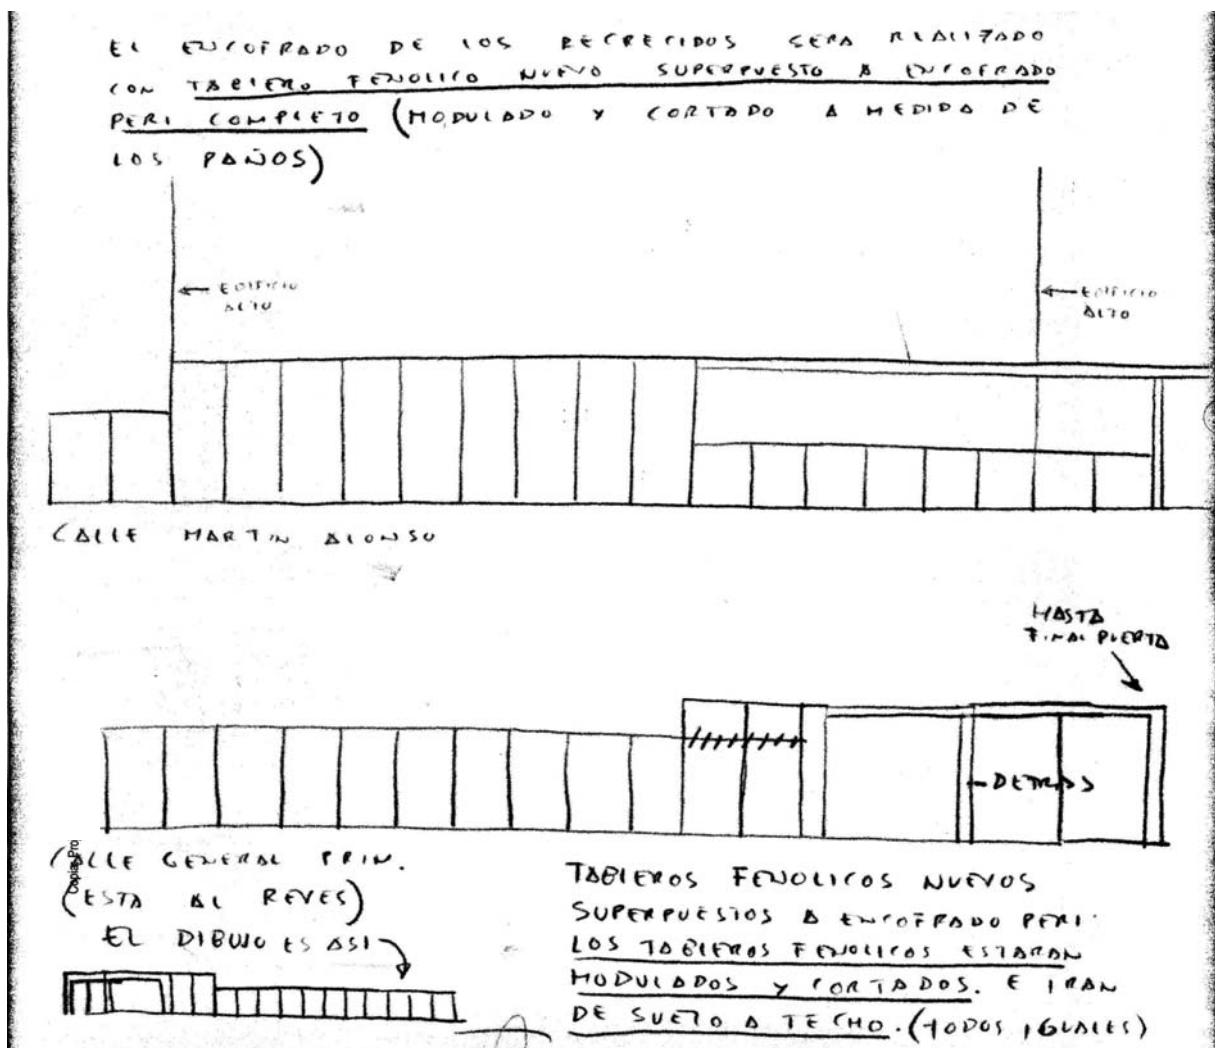 EL ENCOFRADO DE LOS RECRECIDOS SERA REALIZADO
CON TABLERO FENOLICO NUEVO SUPERPUESTO A ENCOFRADO
PERI COMPLETO (MODULADO Y CORTADO A MEDIDA DE
LOS PAÑOS)
← EDIFICIO
ALTO
← EDIFICIO
ALTO
CALLE MARTIN ALONSO
HASTA
FINAL PUERTA
DETRAS
CALLE GENERAL PRIN.
(ESTA AL REVES)
EL DIBUJO ES ASI
TABLEROS FENOLICOS NUEVOS
SUPERPUESTOS A ENCOFRADO PERI.
LOS TABLEROS FENOLICOS ESTARAN
MODULADOS Y CORTADOS. E IRAN
DE SUELO A TECHO. (TODOS IGUALES)
Copias Pro